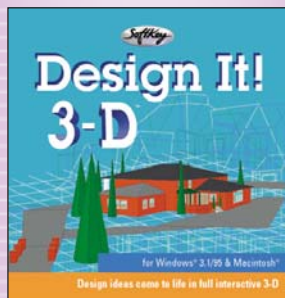 SoftKey
Design It!
3-D
for Windows® 3.1/95 & Macintosh®
Design ideas come to life in full interactive 3-D